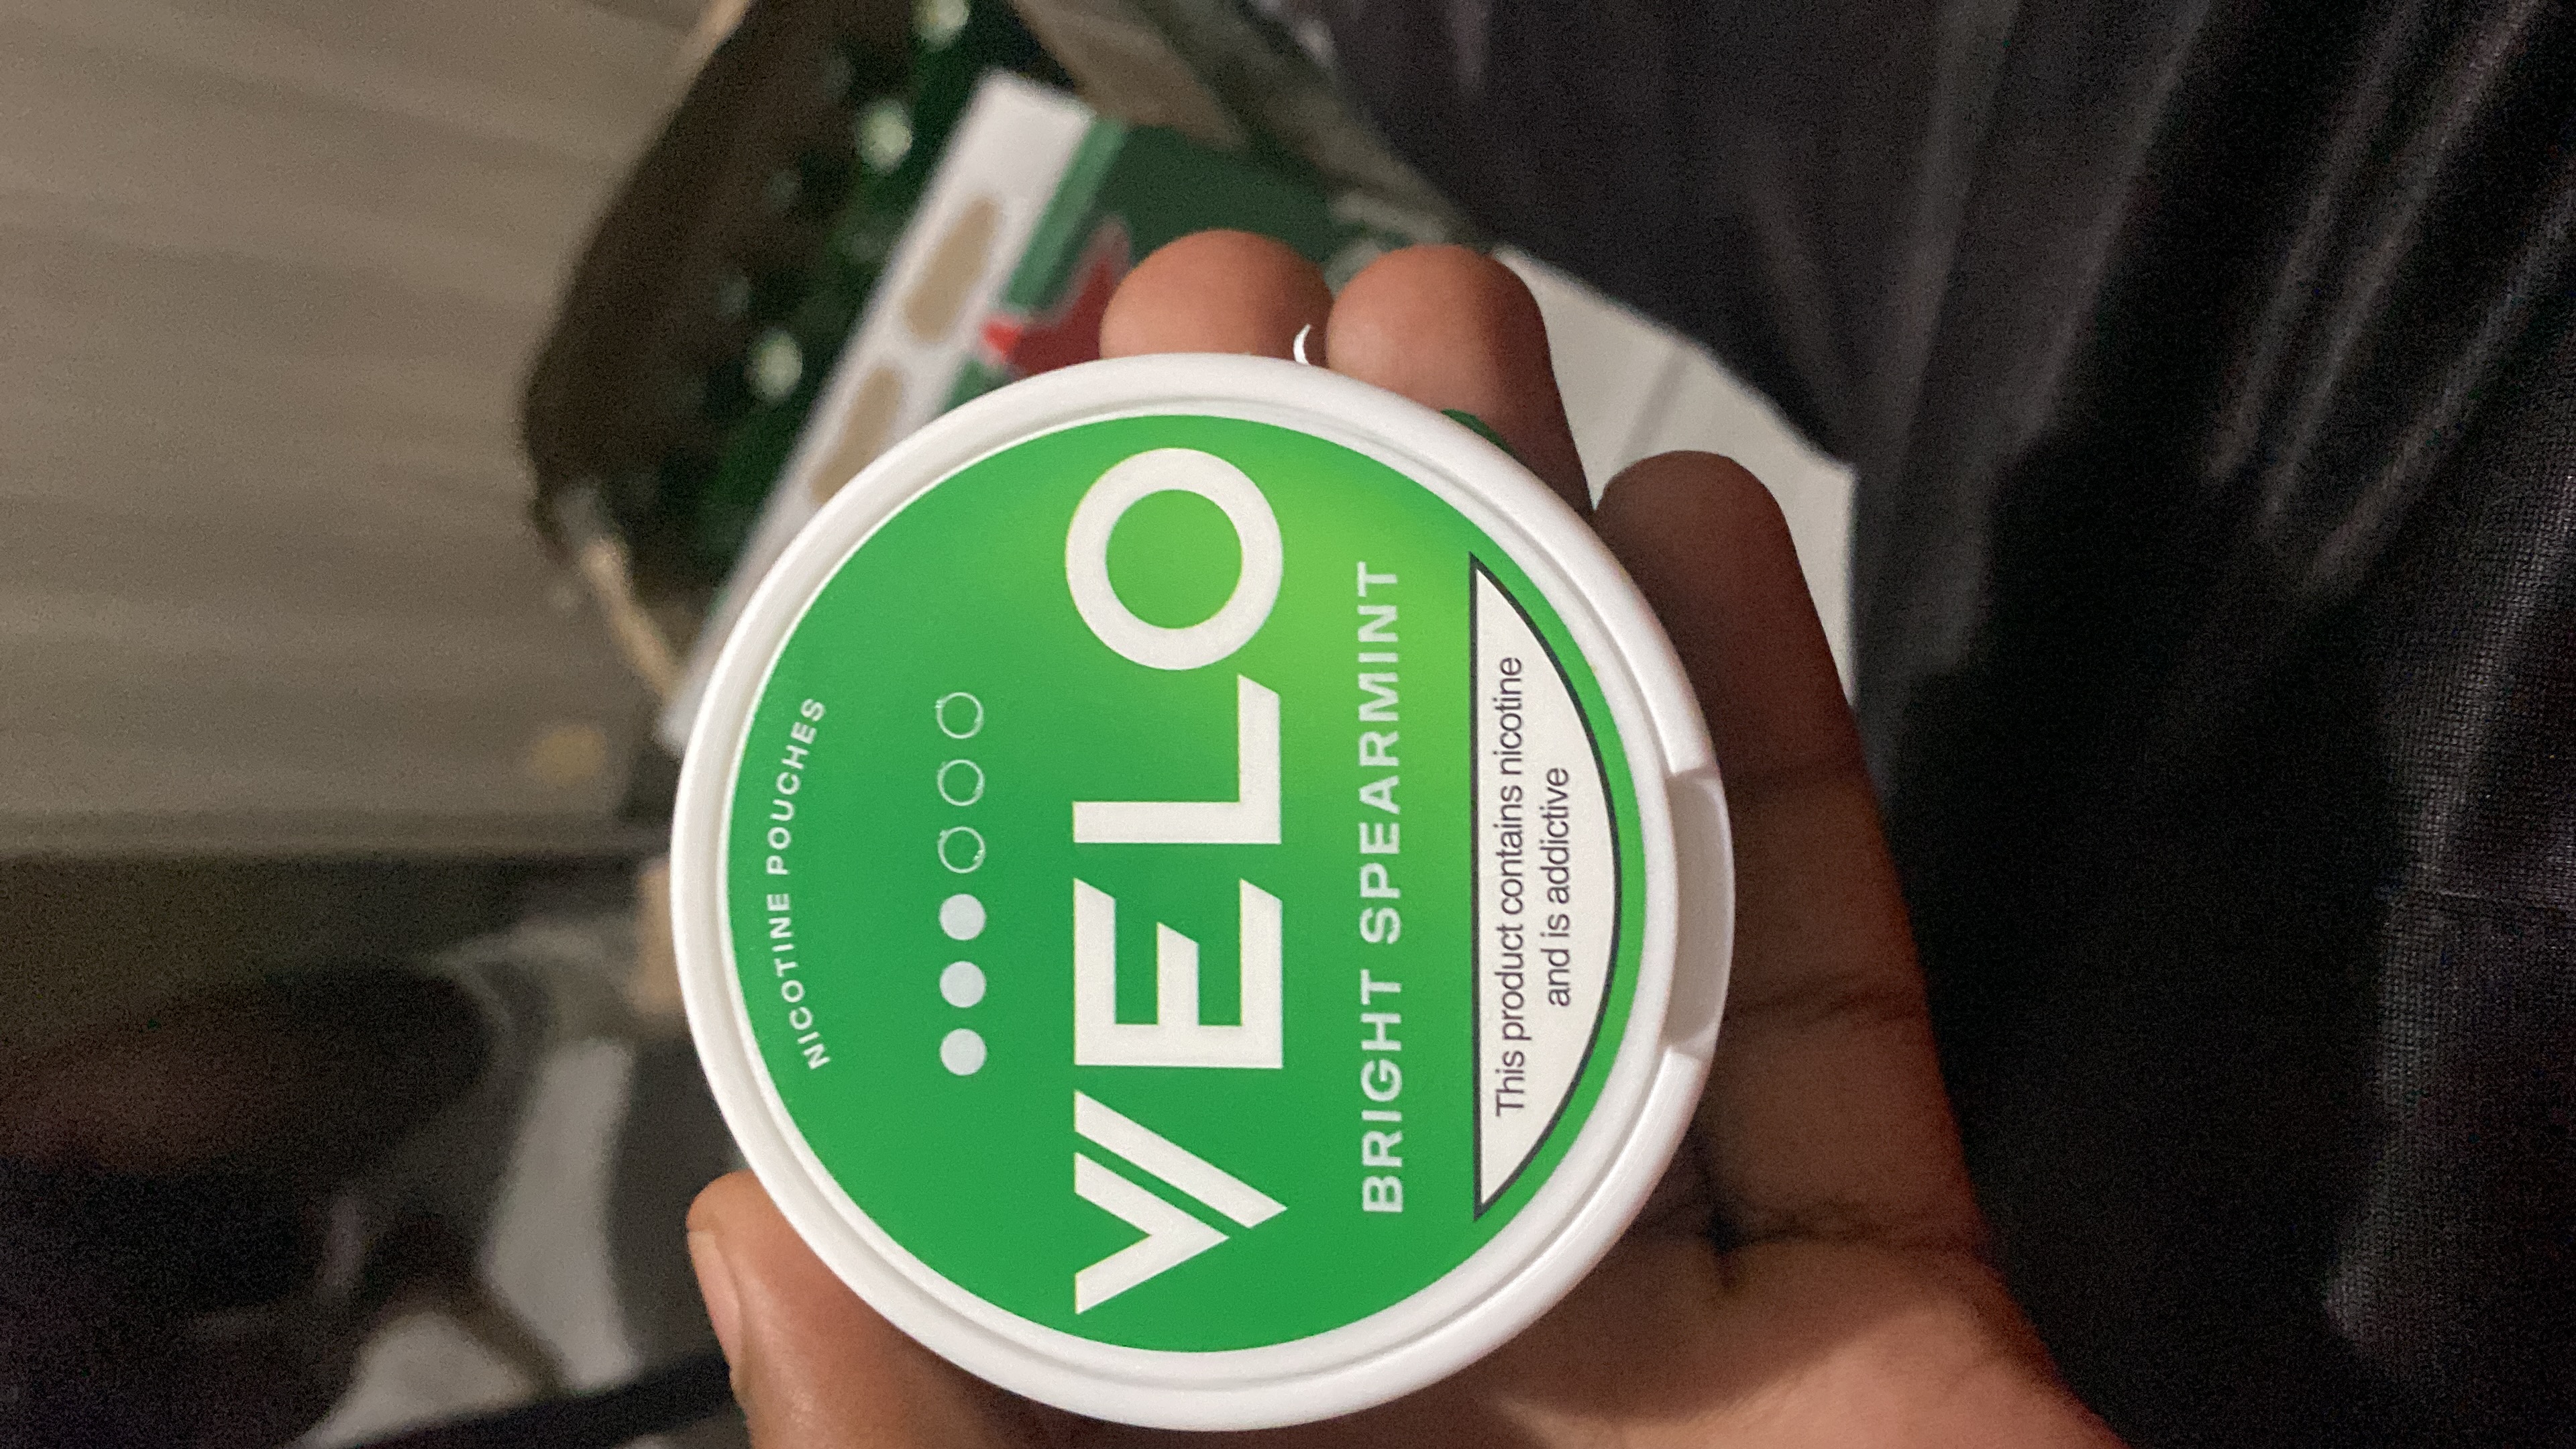 NICOTINE POUCHES
VELO
BRIGHT SPEARMINT
This product contains nicotine
and is addictive